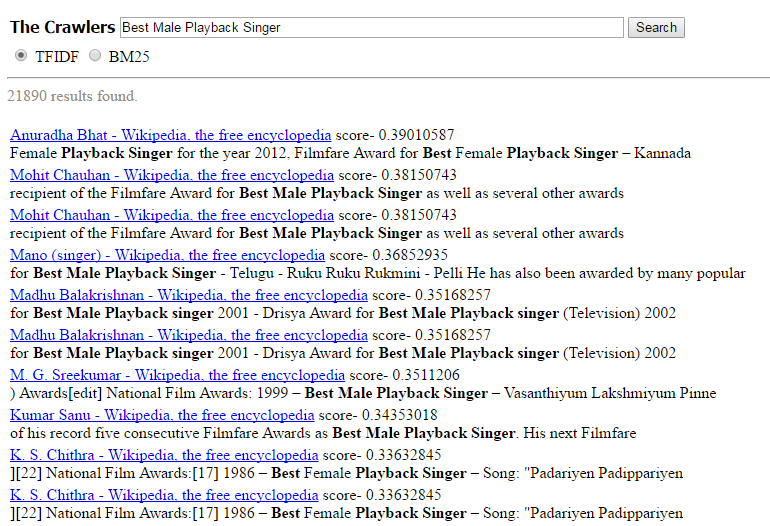 The Crawlers Best Male Playback Singer Search
TFIDF BM25
21890 results found.
Anuradha Bhat - Wikipedia, the free encyclopedia score- 0.39010587
Female Playback Singer for the year 2012, Filmfare Award for Best Female Playback Singer – Kannada
Mohit Chauhan - Wikipedia, the free encyclopedia score- 0.38150743
recipient of the Filmfare Award for Best Male Playback Singer as well as several other awards
Mohit Chauhan - Wikipedia, the free encyclopedia score- 0.38150743
recipient of the Filmfare Award for Best Male Playback Singer as well as several other awards
Mano (singer) - Wikipedia, the free encyclopedia score- 0.36852935
for Best Male Playback Singer - Telugu - Ruku Ruku Rukmini - Pelli He has also been awarded by many popular
Madhu Balakrishnan - Wikipedia, the free encyclopedia score- 0.35168257
for Best Male Playback singer 2001 - Drisya Award for Best Male Playback singer (Television) 2002
Madhu Balakrishnan - Wikipedia, the free encyclopedia score- 0.35168257
for Best Male Playback singer 2001 - Drisya Award for Best Male Playback singer (Television) 2002
M. G. Sreekumar - Wikipedia, the free encyclopedia score- 0.3511206
) Awards[edit] National Film Awards: 1999 – Best Male Playback Singer – Vasanthiyum Lakshmiyum Pinne
Kumar Sanu - Wikipedia, the free encyclopedia score- 0.34353018
of his record five consecutive Filmfare Awards as Best Male Playback Singer. His next Filmfare
K. S. Chithra - Wikipedia, the free encyclopedia score- 0.33632845
][22] National Film Awards:[17] 1986 – Best Female Playback Singer – Song: "Padariyen Padippariyen
K. S. Chithra - Wikipedia, the free encyclopedia score- 0.33632845
][22] National Film Awards:[17] 1986 – Best Female Playback Singer – Song: "Padariyen Padippariyen